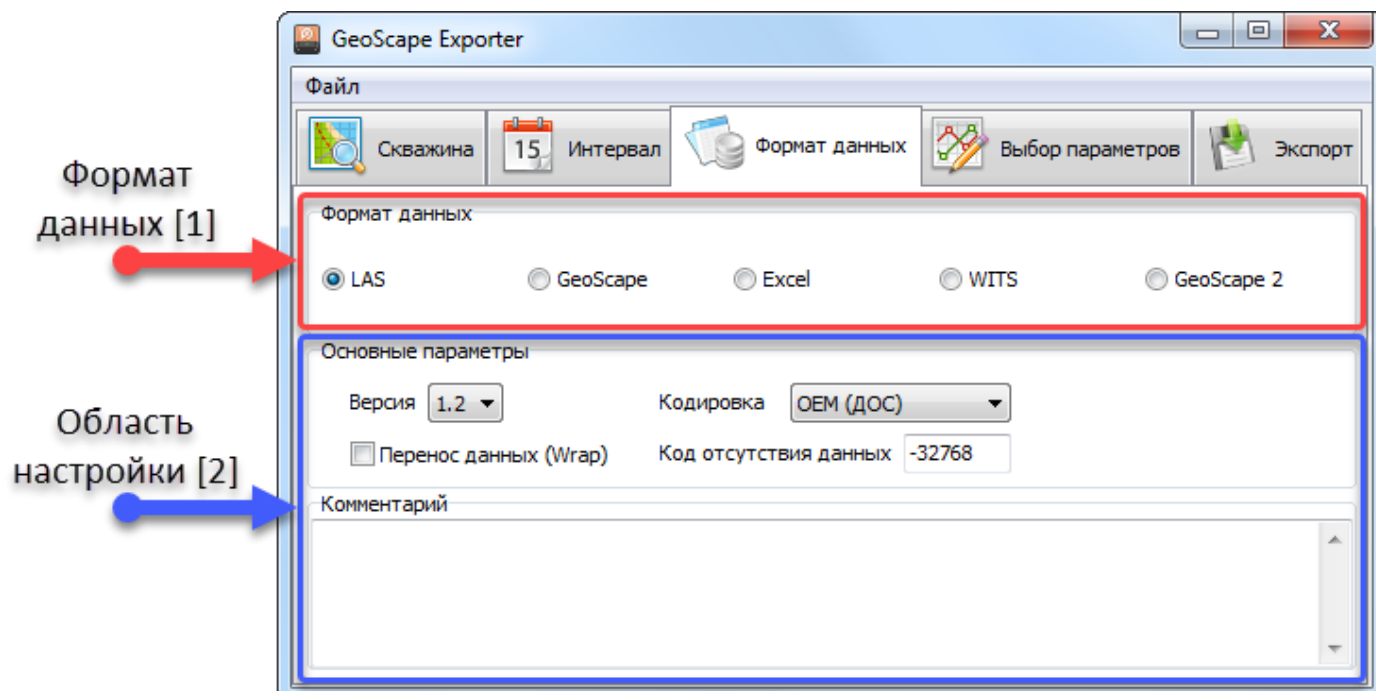 GeoScape Exporter
Файл
Скважина
15
Интервал
Формат данных
Выбор параметров
Экспорт
Формат
данных [1]
Формат данных
LAS
GeoScape
Excel
WITS
GeoScape 2
Область
настройки [2]
Основные параметры
Версия 1.2
Кодировка OEM (ДОС)
Перенос данных (Wrap)
Код отсутствия данных -32768
Комментарий